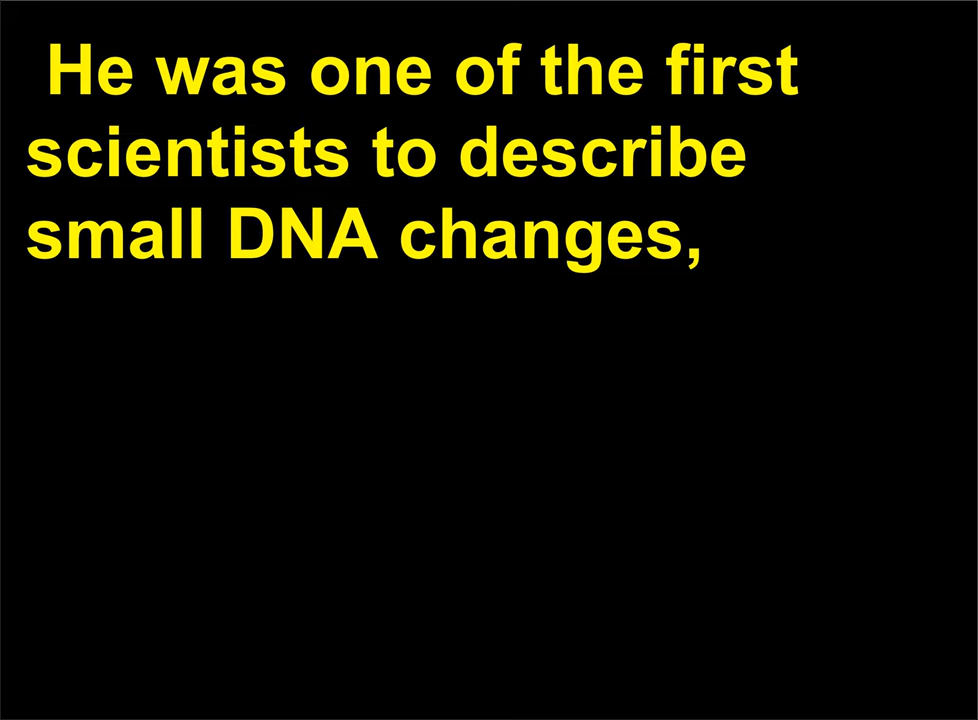 He was one of the first
scientists to describe
small DNA changes,